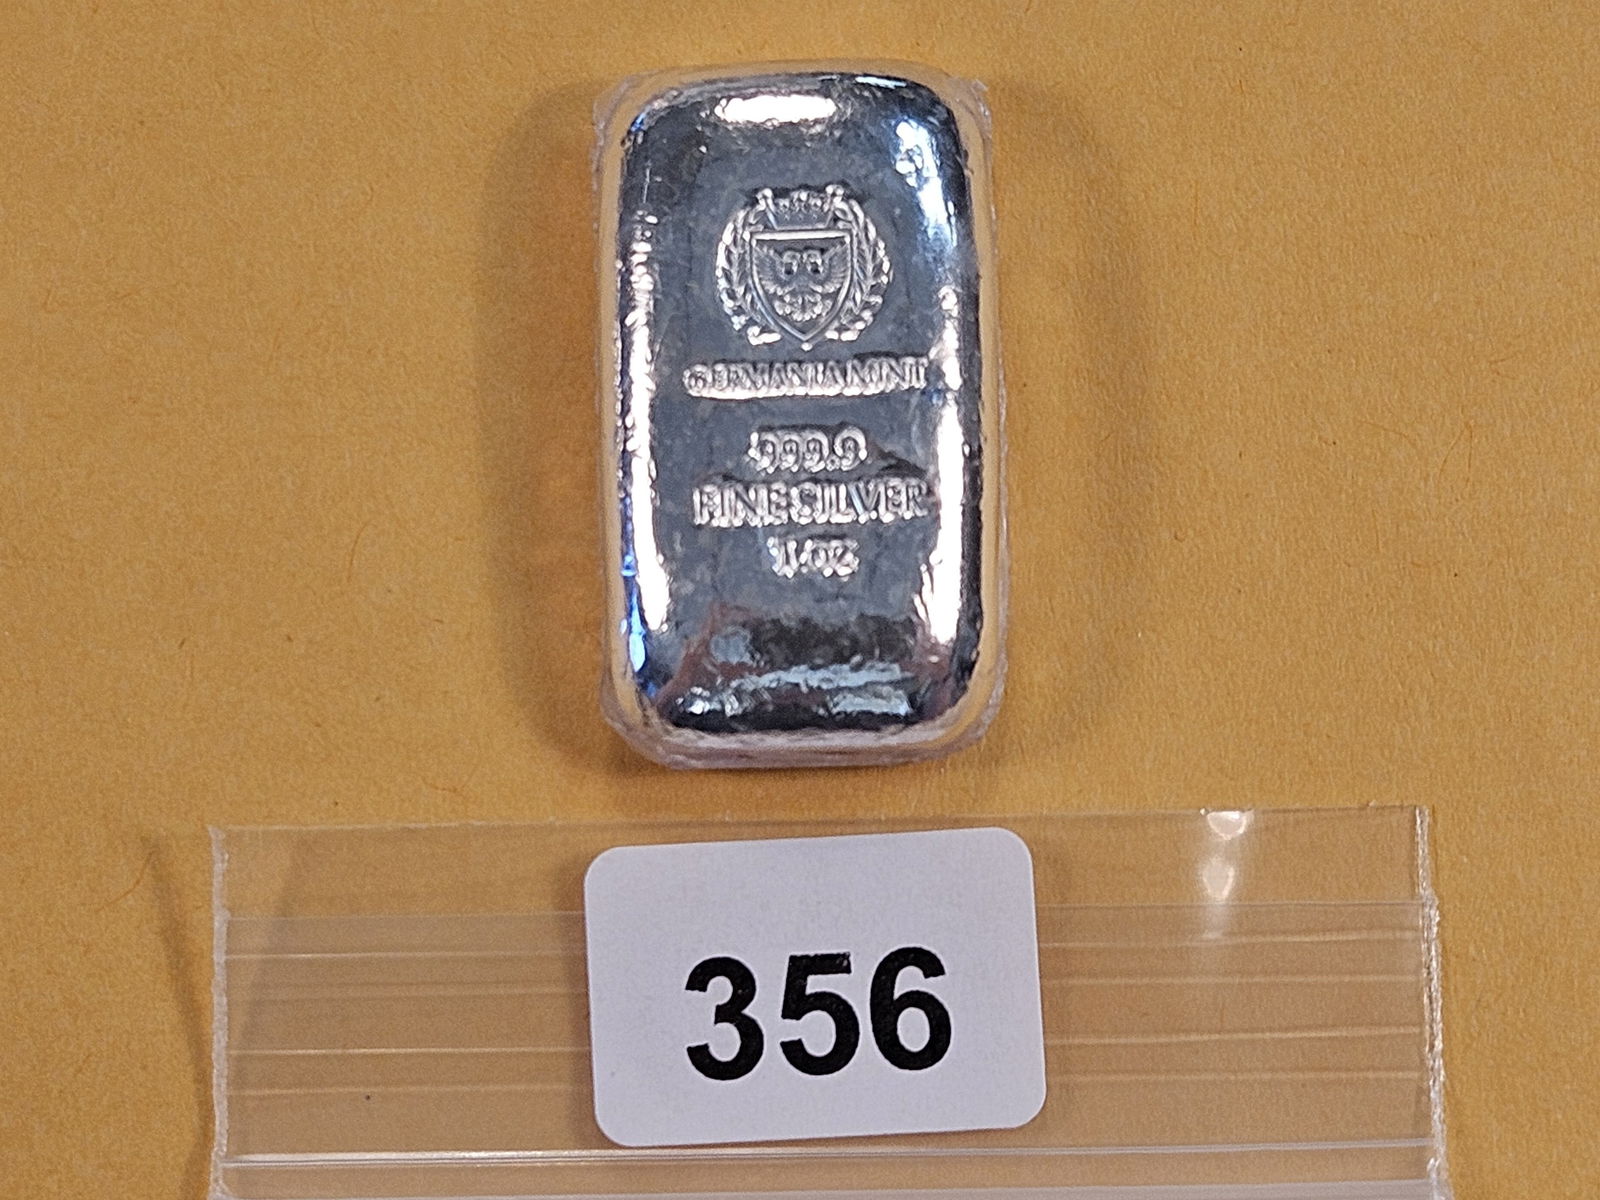 GERMANIA MINT
999.9
FINE SILVER
1 OZ
356